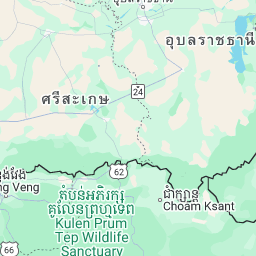 อุบลราชธานี
24
ศรีสะเกษ
ng Veng
62
តំបន់អភិរក្ស
គូលែនព្រហ្មទេព
Kulen Prum
Tep Wildlife
Sanctuary
ជាំក្សាន្ត
Choam Ksant
66